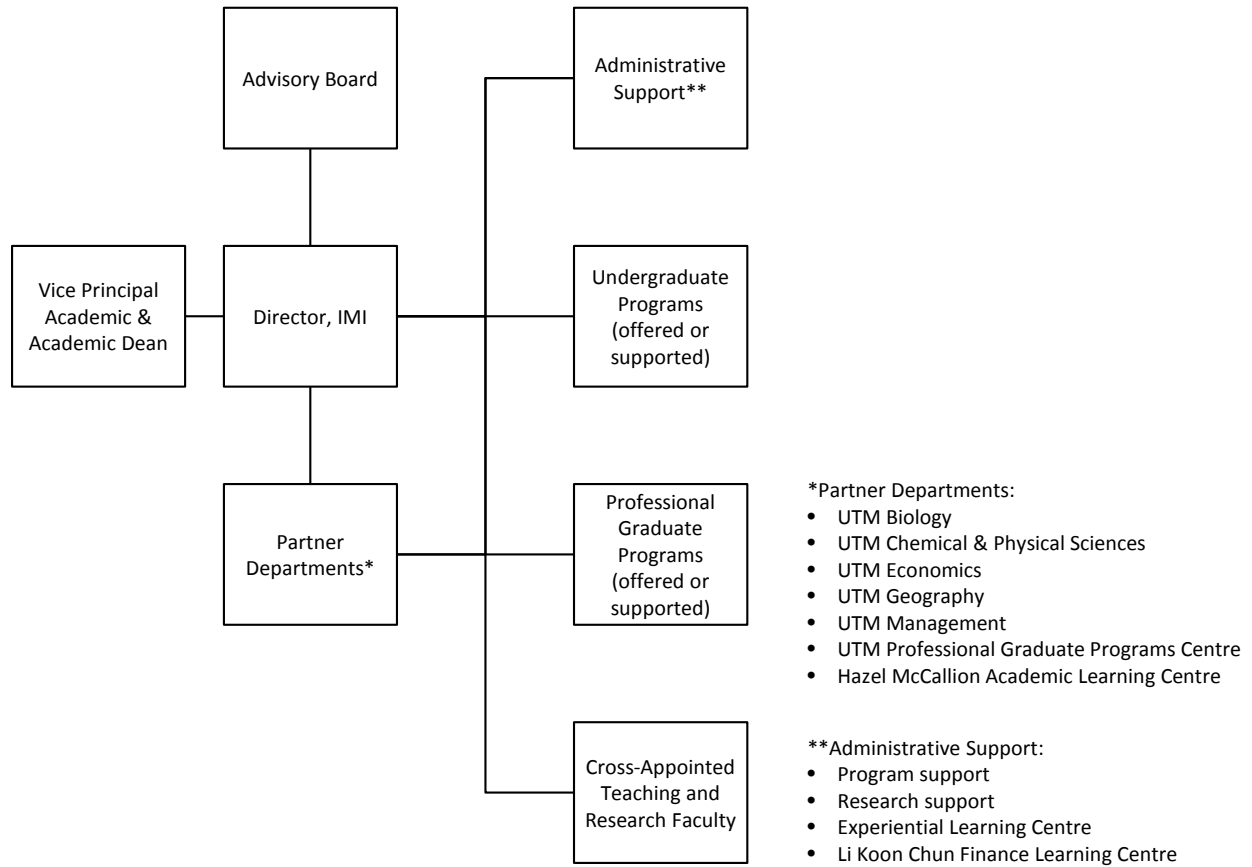 Advisory Board
Administrative
Support**
Vice Principal
Academic &
Academic Dean
Director, IMI
Undergraduate
Programs
(offered or
supported)
Partner
Departments*
Professional
Graduate
Programs
(offered or
supported)
Cross-Appointed
Teaching and
Research Faculty
*Partner Departments:
• UTM Biology
• UTM Chemical & Physical Sciences
• UTM Economics
• UTM Geography
• UTM Management
• UTM Professional Graduate Programs Centre
• Hazel McCallion Academic Learning Centre
**Administrative Support:
• Program support
• Research support
• Experiential Learning Centre
• Li Koon Chun Finance Learning Centre